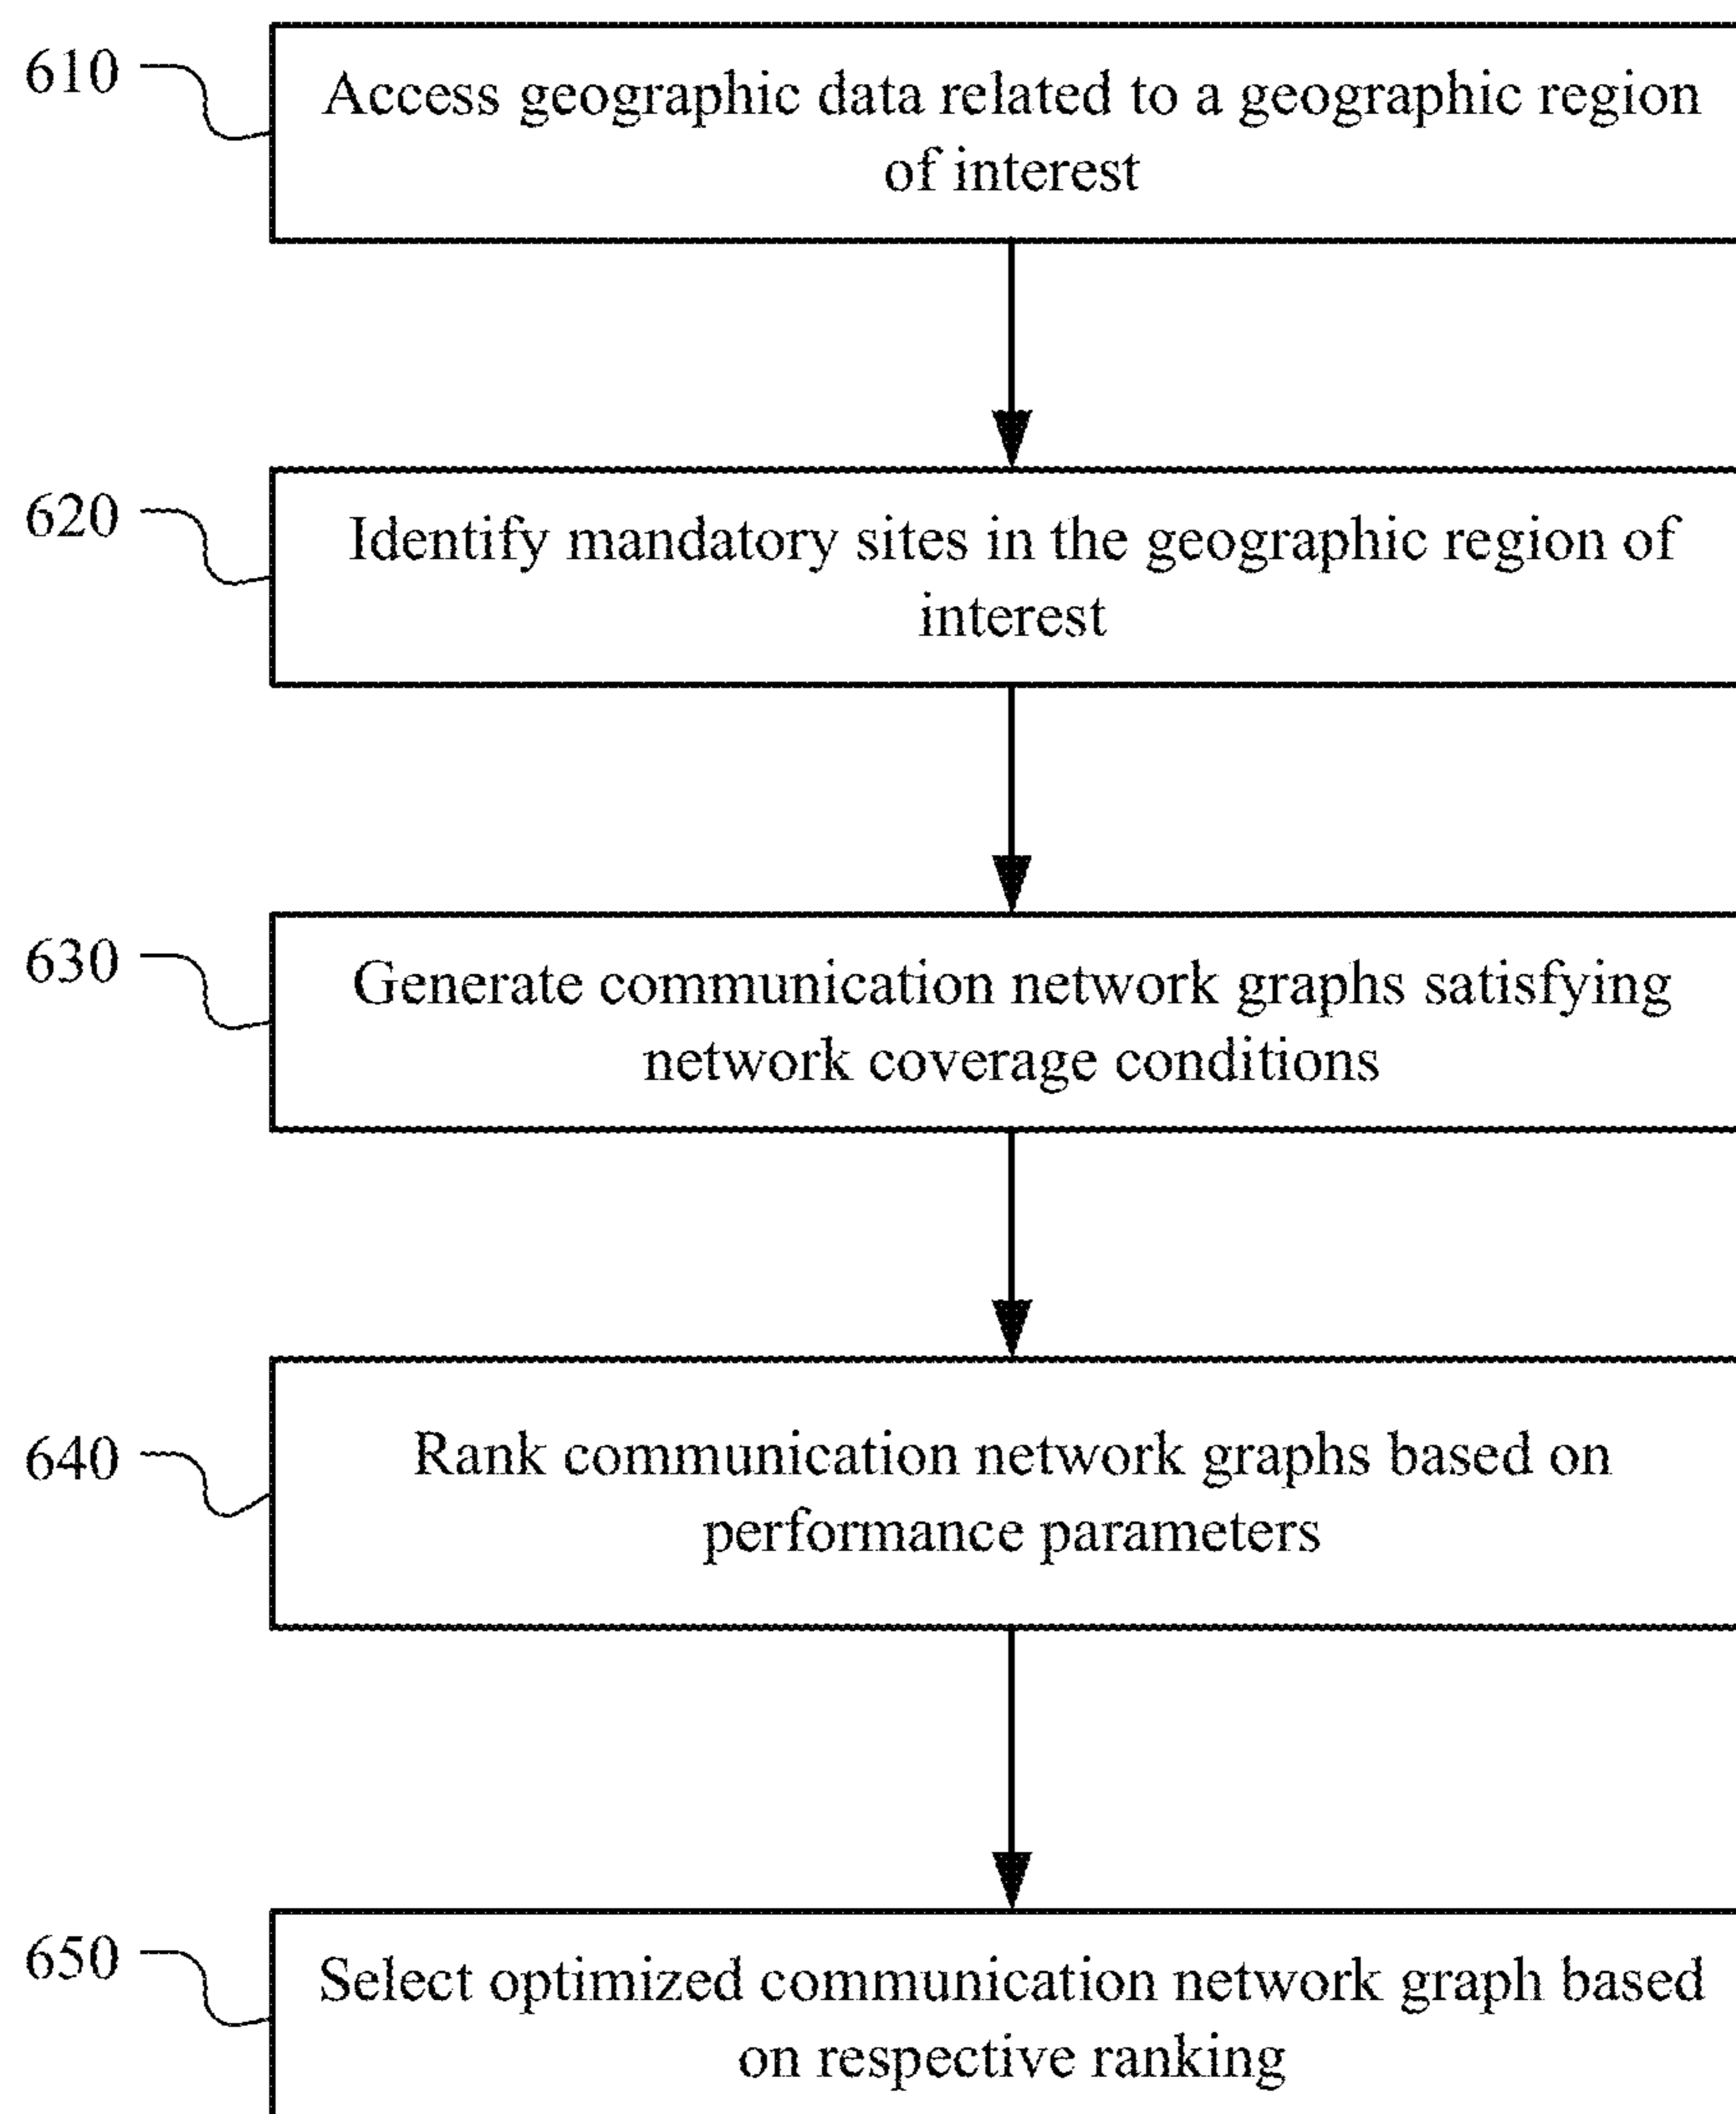 610
Access geographic data related to a geographic region
of interest
620
Identify mandatory sites in the geographic region of
interest
630
Generate communication network graphs satisfying
network coverage conditions
640
Rank communication network graphs based on
performance parameters
650
Select optimized communication network graph based
on respective ranking